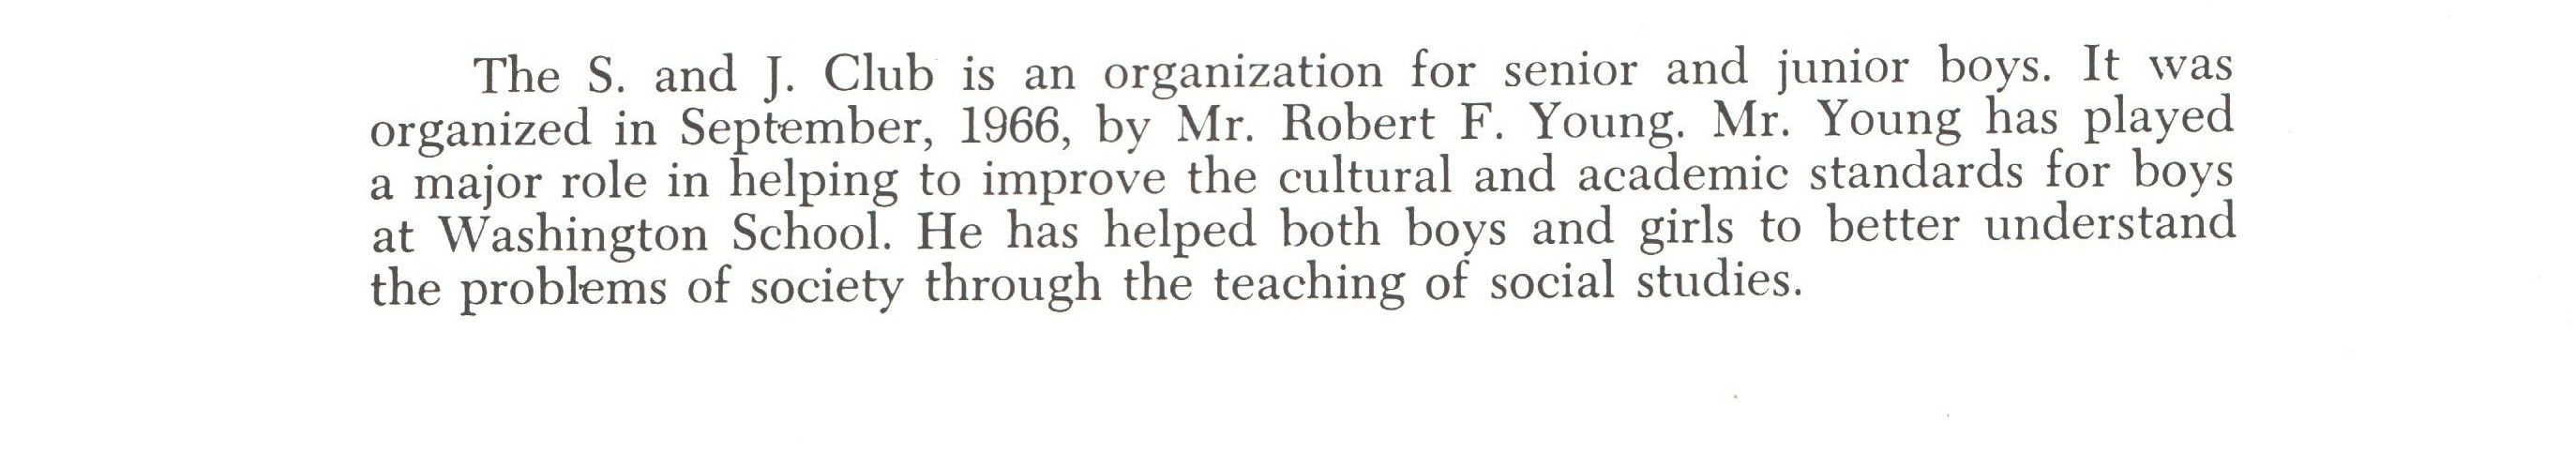 The S. and J. Club is an organization for senior and junior boys. It was
organized in September, 1966, by Mr. Robert F. Young. Mr. Young has played
a major role in helping to improve the cultural and academic standards for boys
at Washington School. He has helped both boys and girls to better understand
the problems of society through the teaching of social studies.